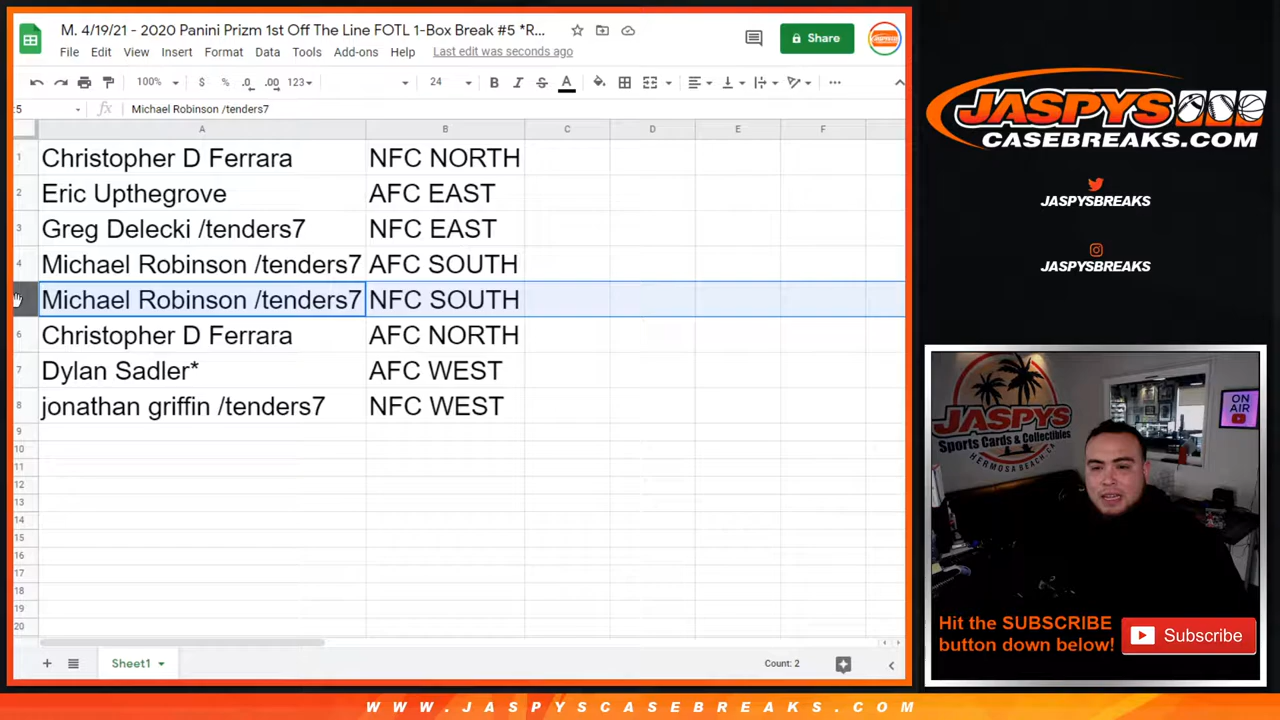 M. 4/19/21 - 2020 Panini Prizm 1st Off The Line FOTL 1-Box Break #5 *R...
Share
File Edit View Insert Format Data Tools Add-ons Help Last edit was seconds ago
100% $ % .0 .00 123 24 B I S A
Michael Robinson /tenders7
A B C D E F
1 Christopher D Ferrara NFC NORTH
2 Eric Upthegrove AFC EAST
3 Greg Delecki /tenders7 NFC EAST
4 Michael Robinson /tenders7 AFC SOUTH
Michael Robinson /tenders7 NFC SOUTH
6 Christopher D Ferrara AFC NORTH
7 Dylan Sadler* AFC WEST
8 jonathan griffin /tenders7 NFC WEST
9
10
11
12
13
14
15
16
17
18
19
20
Sheet1
Count: 2
JASPYS
CASEBREAKS.COM
JASPYSBREAKS
JASPYSBREAKS
JASPYS
Sports Cards & Collectibles
HERMOSA BEACH, CA
ON
AIR
Hit the SUBSCRIBE
button down below!
Subscribe
WWW.JASPYSCASEBREAKS.COM